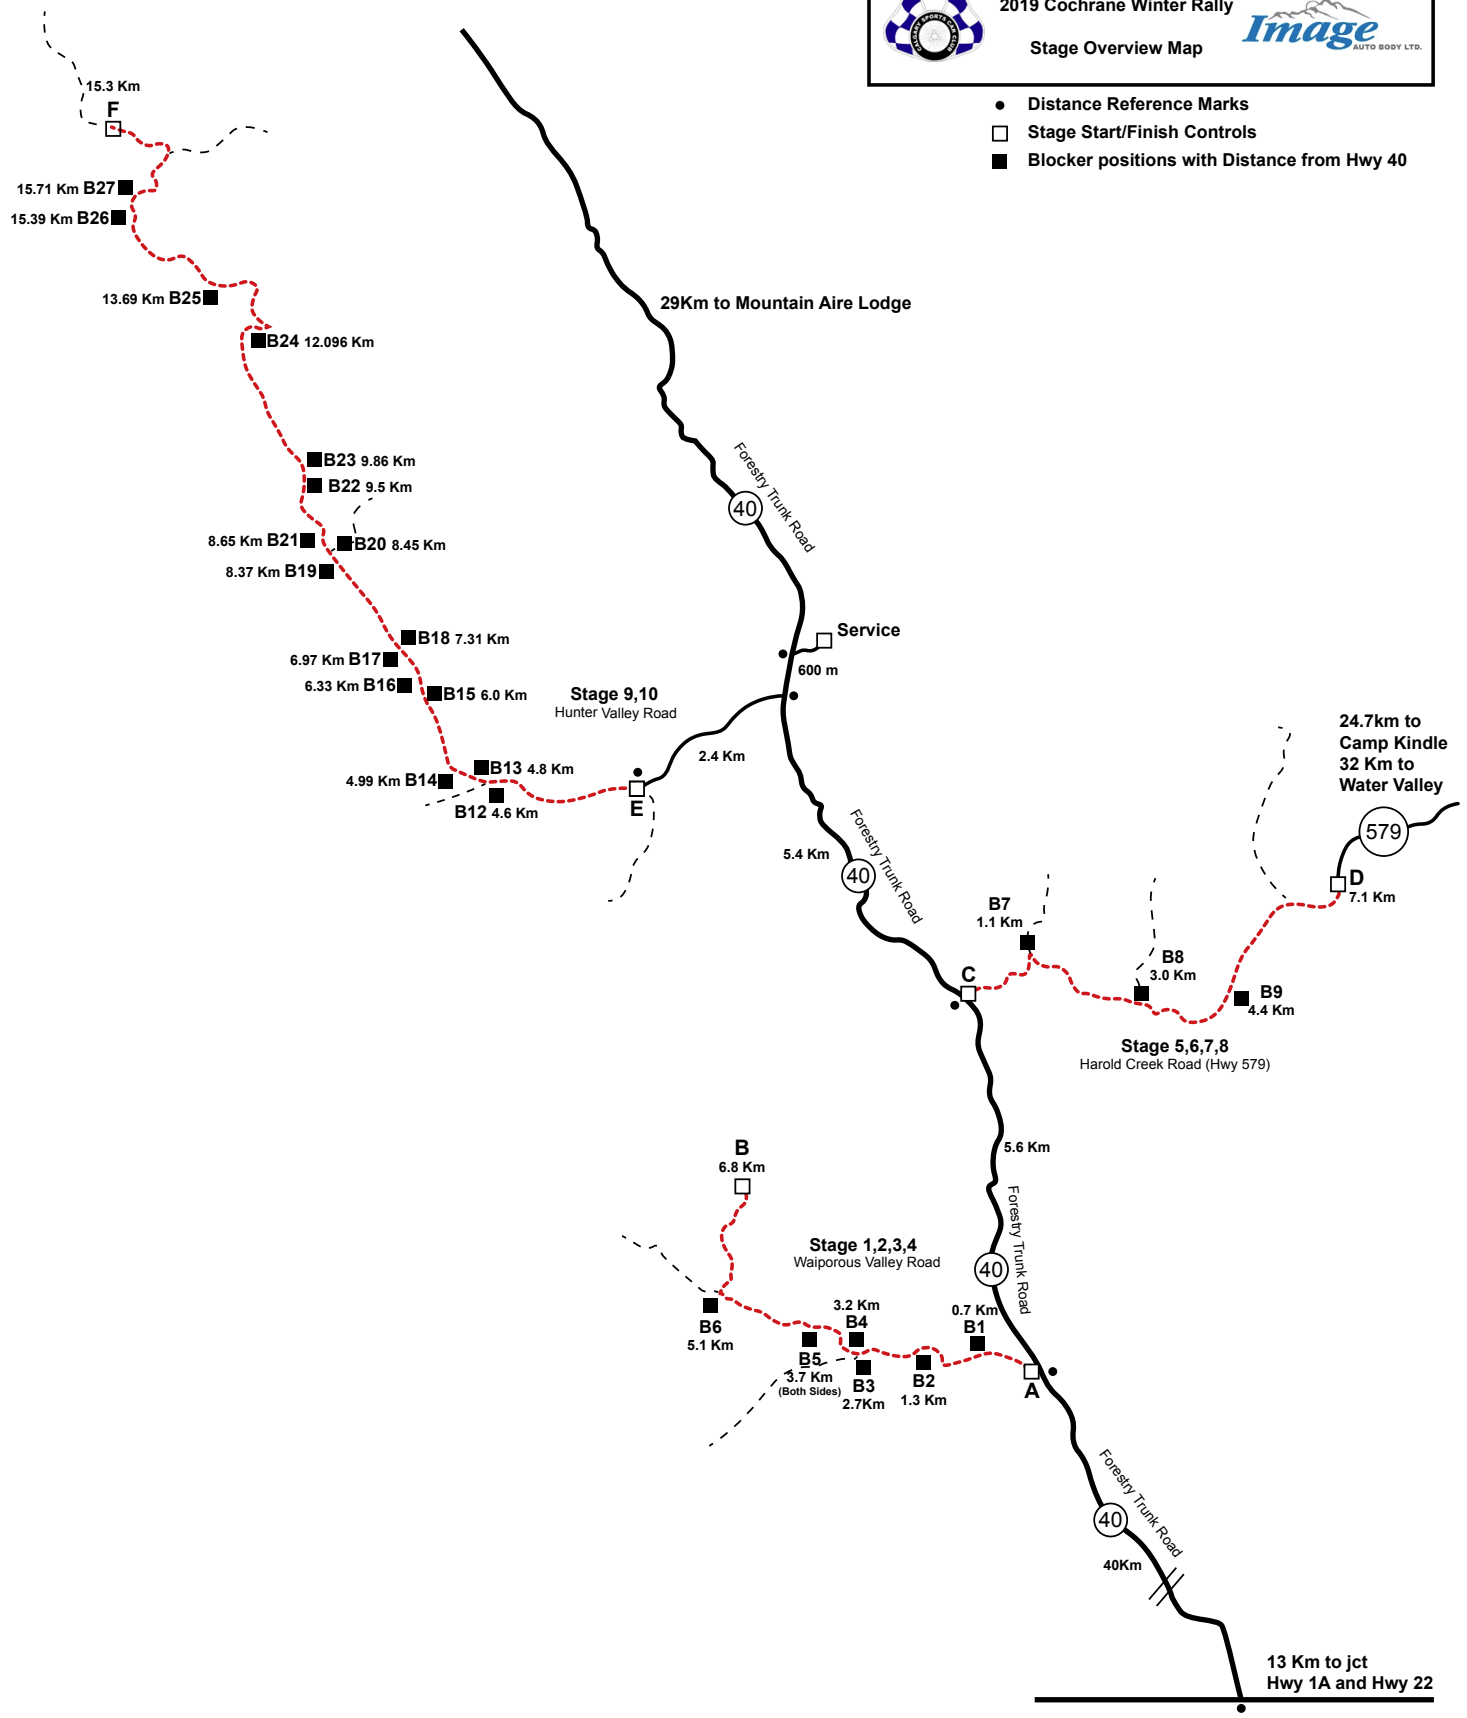 2019 Cochrane Winter Rally
Stage Overview Map
CALGARY SPORTS CAR CLUB
Image
AUTO BODY LTD.
Distance Reference Marks
Stage Start/Finish Controls
Blocker positions with Distance from Hwy 40
15.3 Km
F
15.71 Km B27
15.39 Km B26
13.69 Km B25
B24 12.096 Km
B23 9.86 Km
B22 9.5 Km
8.65 Km B21
B20 8.45 Km
8.37 Km B19
B18 7.31 Km
6.97 Km B17
6.33 Km B16
B15 6.0 Km
4.99 Km B14
B13 4.8 Km
B12 4.6 Km
E
Stage 9,10
Hunter Valley Road
2.4 Km
29Km to Mountain Aire Lodge
Forestry Trunk Road
40
Service
600 m
5.4 Km
Forestry Trunk Road
40
24.7km to
Camp Kindle
32 Km to
Water Valley
579
D
7.1 Km
B7
1.1 Km
C
B8
3.0 Km
B9
4.4 Km
Stage 5,6,7,8
Harold Creek Road (Hwy 579)
5.6 Km
Forestry Trunk Road
40
B
6.8 Km
Stage 1,2,3,4
Waiporous Valley Road
B6
5.1 Km
B5
3.7 Km
(Both Sides)
3.2 Km
B4
B3
2.7Km
B2
1.3 Km
0.7 Km
B1
A
Forestry Trunk Road
40
40Km
13 Km to jct
Hwy 1A and Hwy 22